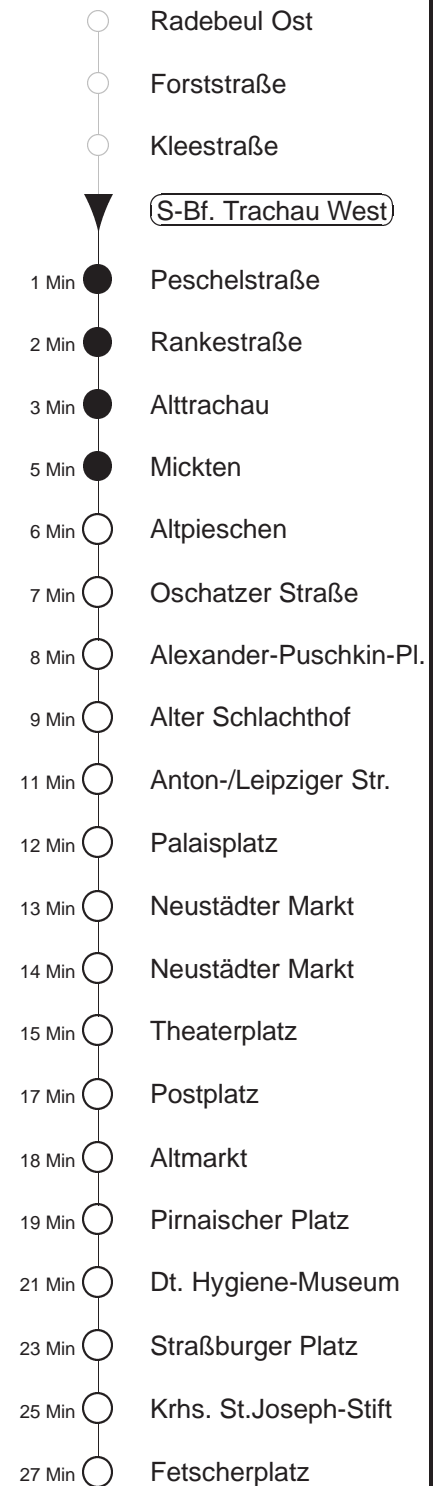 Radebeul Ost
Forststraße
Kleestraße
S-Bf. Trachau West
1 Min Peschelstraße
2 Min Rankestraße
3 Min Alttrachau
5 Min Mickten
6 Min Altpieschen
7 Min Oschatzer Straße
8 Min Alexander-Puschkin-Pl.
9 Min Alter Schlachthof
11 Min Anton-/Leipziger Str.
12 Min Palaisplatz
13 Min Neustädter Markt
14 Min Neustädter Markt
15 Min Theaterplatz
17 Min Postplatz
18 Min Altmarkt
19 Min Pirnaischer Platz
21 Min Dt. Hygiene-Museum
23 Min Straßburger Platz
25 Min Krhs. St.Joseph-Stift
27 Min Fetscherplatz